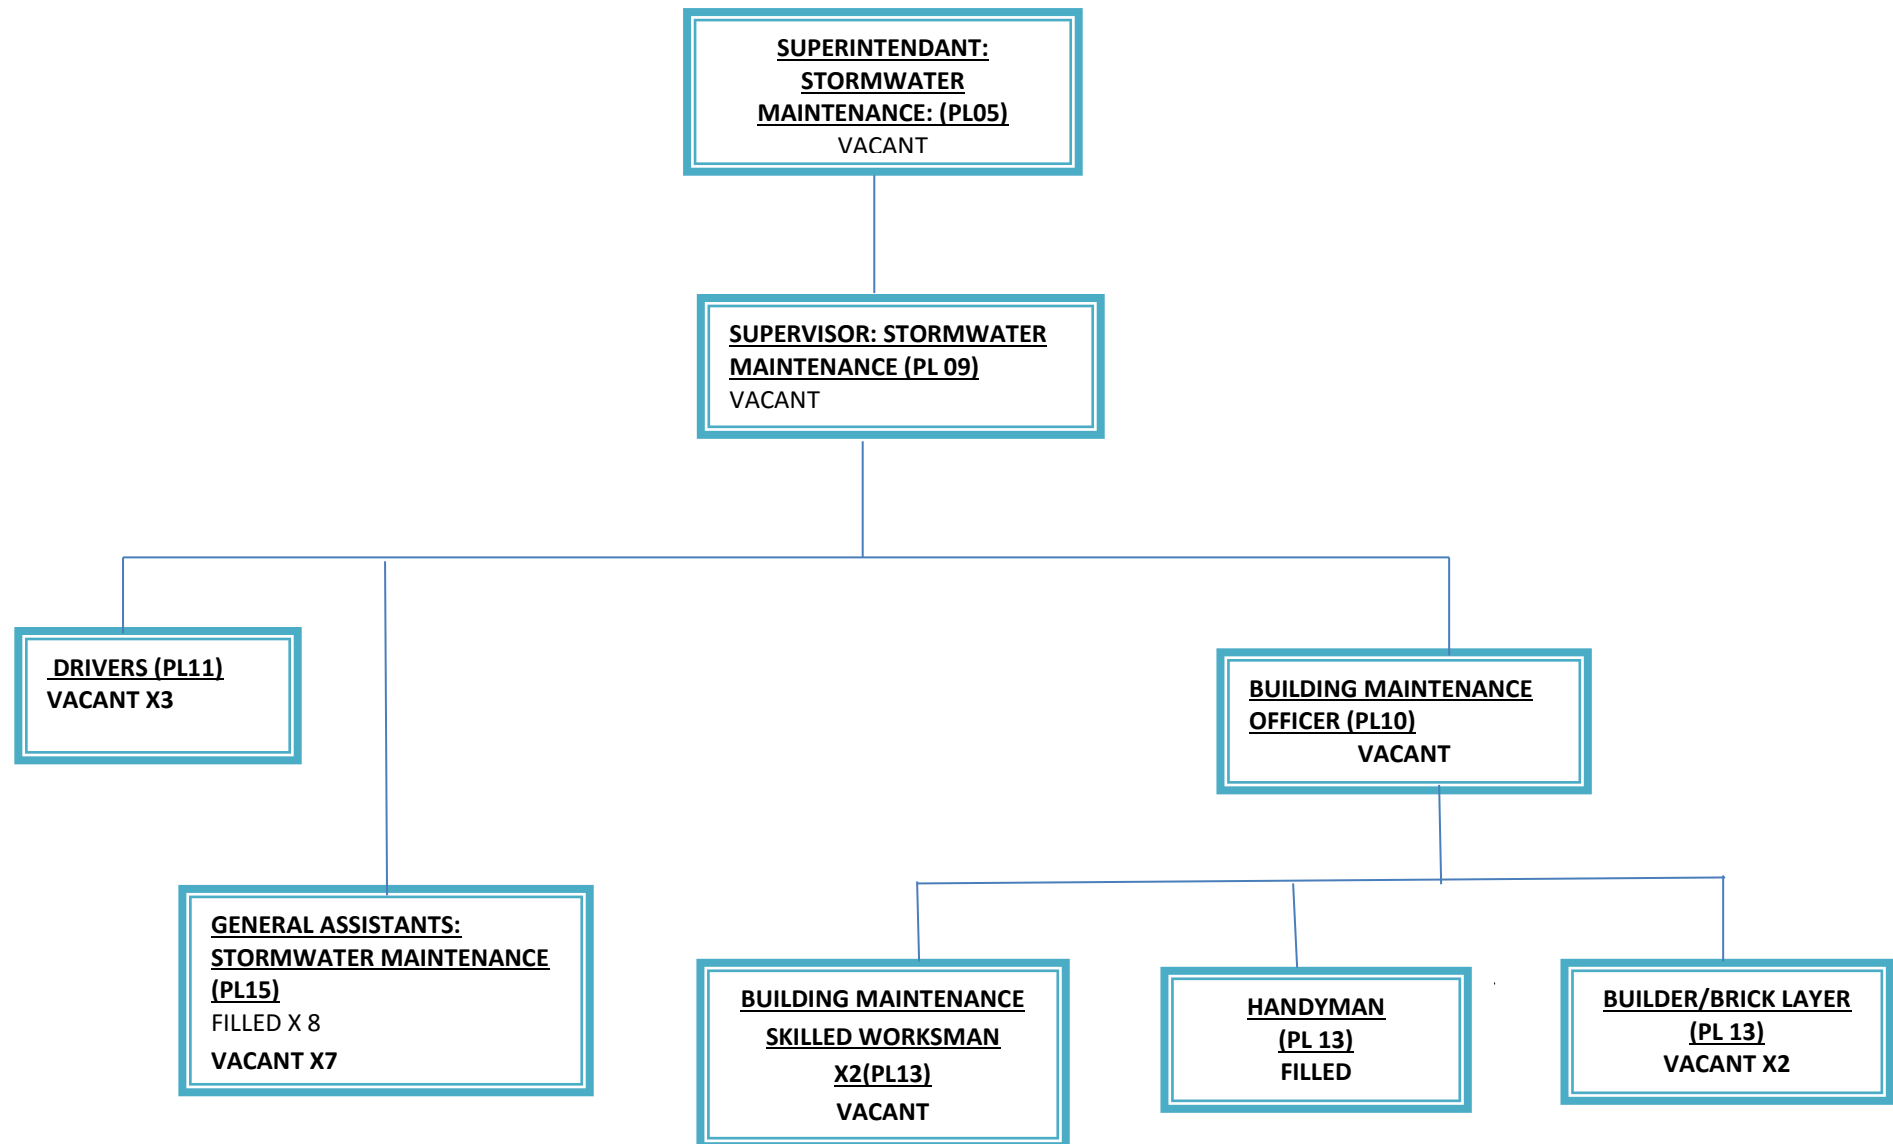 SUPERINTENDANT:
STORMWATER
MAINTENANCE: (PL05)
VACANT
SUPERVISOR: STORMWATER
MAINTENANCE (PL 09)
VACANT
DRIVERS (PL11)
VACANT X3
BUILDING MAINTENANCE
OFFICER (PL10)
VACANT
GENERAL ASSISTANTS:
STORMWATER MAINTENANCE
(PL15)
FILLED X 8
VACANT X7
BUILDING MAINTENANCE
SKILLED WORKSMAN
X2(PL13)
VACANT
HANDYMAN
(PL 13)
FILLED
BUILDER/BRICK LAYER
(PL 13)
VACANT X2